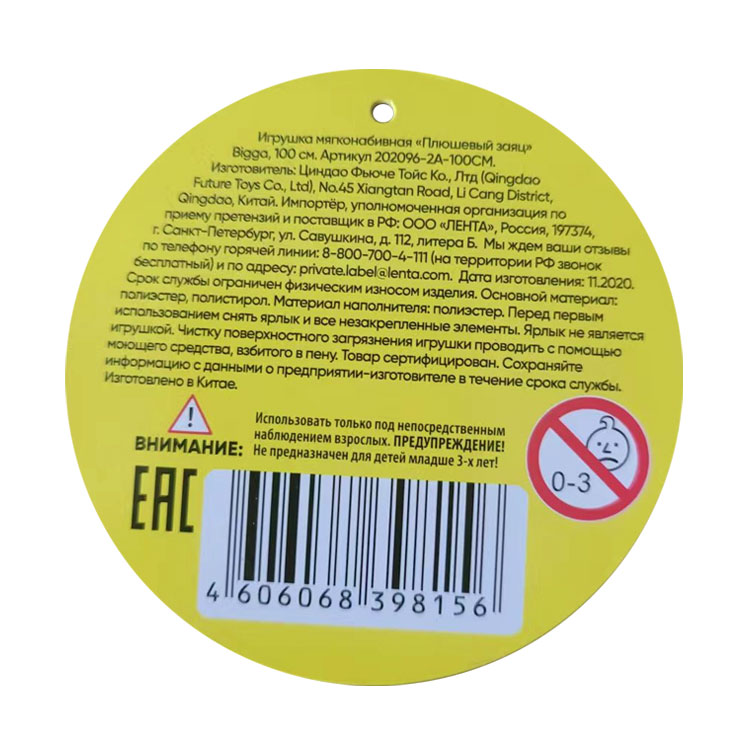 Игрушка мягконабивная «Плюшевый заяц»
Bigga, 100 см. Артикул 202096-2A-100CM.
Изготовитель: Циндао Фьюче Тойс Ко., Лтд (Qingdao
Future Toys Co., Ltd), No.45 Xiangtan Road, Li Cang District,
Qingdao, Китай. Импортёр, уполномоченная организация по
приему претензий и поставщик в РФ: ООО «ЛЕНТА», Россия, 197374,
г. Санкт-Петербург, ул. Савушкина, д. 112, литера Б. Мы ждем ваши отзывы
по телефону горячей линии: 8-800-700-4-111 (на территории РФ звонок
бесплатный) и по адресу: private.label@lenta.com. Дата изготовления: 11.2020.
Срок службы ограничен физическим износом изделия. Основной материал:
полиэстер, полистирол. Материал наполнителя: полиэстер. Перед первым
использованием снять ярлык и все незакрепленные элементы. Ярлык не является
игрушкой. Чистку поверхностного загрязнения игрушки проводить с помощью
моющего средства, взбитого в пену. Товар сертифицирован. Сохраняйте
информацию с данными о предприятии-изготовителе в течение срока службы.
Изготовлено в Китае.
ВНИМАНИЕ:
Использовать только под непосредственным
наблюдением взрослых. ПРЕДУПРЕЖДЕНИЕ!
Не предназначен для детей младше 3-х лет!
0-3
EAC
4 606068 398156